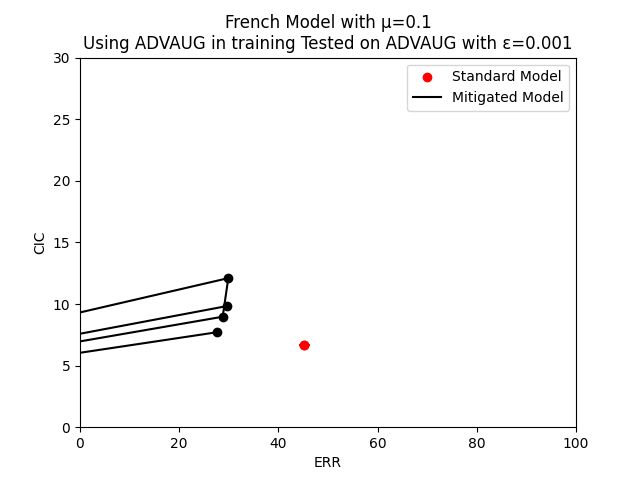 French Model with μ=0.1
Using ADVAUG in training Tested on ADVAUG with ε=0.001
Standard Model
Mitigated Model
30
25
20
15
10
5
0
CIC
0 20 40 60 80 100
ERR